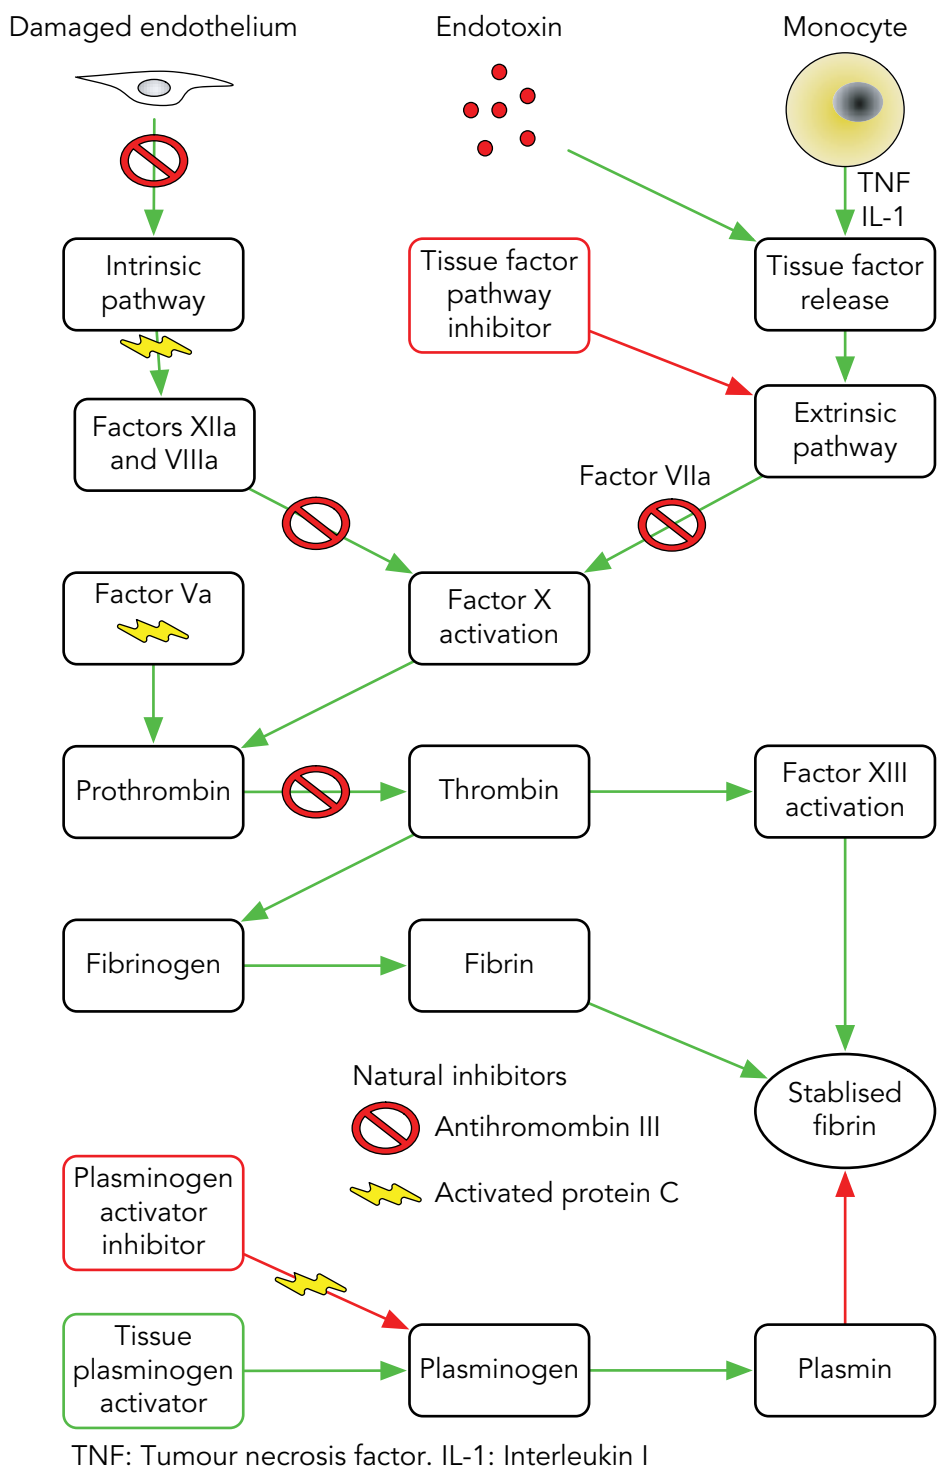 Damaged endothelium
Endotoxin
Monocyte
TNF
IL-1
Intrinsic
pathway
Tissue factor
pathway
inhibitor
Tissue factor
release
Factors XIIa
and VIIIa
Extrinsic
pathway
Factor VIIa
Factor Va
Factor X
activation
Prothrombin
Thrombin
Factor XIII
activation
Fibrinogen
Fibrin
Natural inhibitors
Antihromombin III
Activated protein C
Stablised
fibrin
Plasminogen
activator
inhibitor
Tissue
plasminogen
activator
Plasminogen
Plasmin
TNF: Tumour necrosis factor. IL-1: Interleukin I